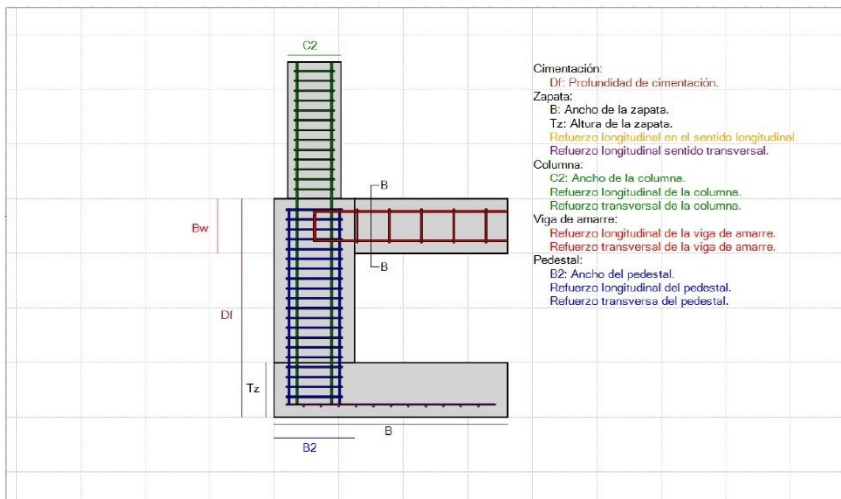 C2
Cimentación:
Df: Profundidad de cimentación.
Zapata:
B: Ancho de la zapata.
Tz: Altura de la zapata.
Refuerzo longitudinal en el sentido longitudinal.
Refuerzo longitudinal sentido transversal.
Columna:
C2: Ancho de la columna.
Refuerzo longitudinal de la columna.
Refuerzo transversal de la columna.
Viga de amarre:
Refuerzo longitudinal de la viga de amarre.
Refuerzo transversal de la viga de amarre.
Pedestal:
B2: Ancho del pedestal.
Refuerzo longitudinal del pedestal.
Refuerzo transversa del pedestal.
B
Bw
B
Df
Tz
B
B2